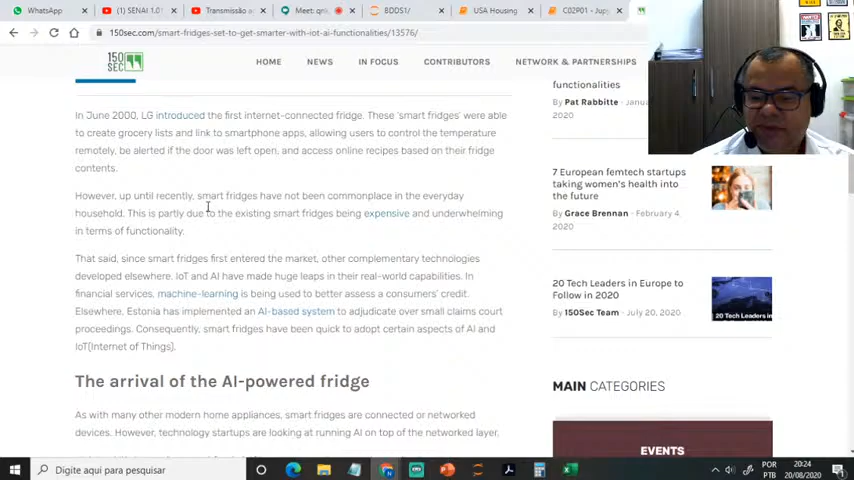 WhatsApp
(1) SENAI 1.01
Transmissão ao
Meet: qnk
BDDS1/
USA Housing
C02P01 - Jup
150sec.com/smart-fridges-set-to-get-smarter-with-iot-ai-functionalities/13576/
150
SEC
HOME
NEWS
IN FOCUS
CONTRIBUTORS
NETWORK & PARTNERSHIPS
In June 2000, LG introduced the first internet-connected fridge. These 'smart fridges' were able
to create grocery lists and link to smartphone apps, allowing users to control the temperature
remotely, be alerted if the door was left open, and access online recipes based on their fridge
contents.
However, up until recently, smart fridges have not been commonplace in the everyday
household. This is partly due to the existing smart fridges being expensive and underwhelming
in terms of functionality.
That said, since smart fridges first entered the market, other complementary technologies
developed elsewhere. IoT and AI have made huge leaps in their real-world capabilities. In
financial services, machine-learning is being used to better assess a consumers' credit.
Elsewhere, Estonia has implemented an AI-based system to adjudicate over small claims court
proceedings. Consequently, smart fridges have been quick to adopt certain aspects of AI and
IoT(Internet of Things).
The arrival of the AI-powered fridge
As with many other modern home appliances, smart fridges are connected or networked
devices. However, technology startups are looking at running AI on top of the networked layer.
functionalities
By Pat Rabbitte
2020
7 European femtech startups
taking women's health into
the future
By Grace Brennan - February 4,
2020
20 Tech Leaders in Europe to
Follow in 2020
By 150Sec Team - July 20, 2020
20 Tech Leaders in
MAIN CATEGORIES
EVENTS
Digite aqui para pesquisar
POR
PTB
20:24
20/08/2020